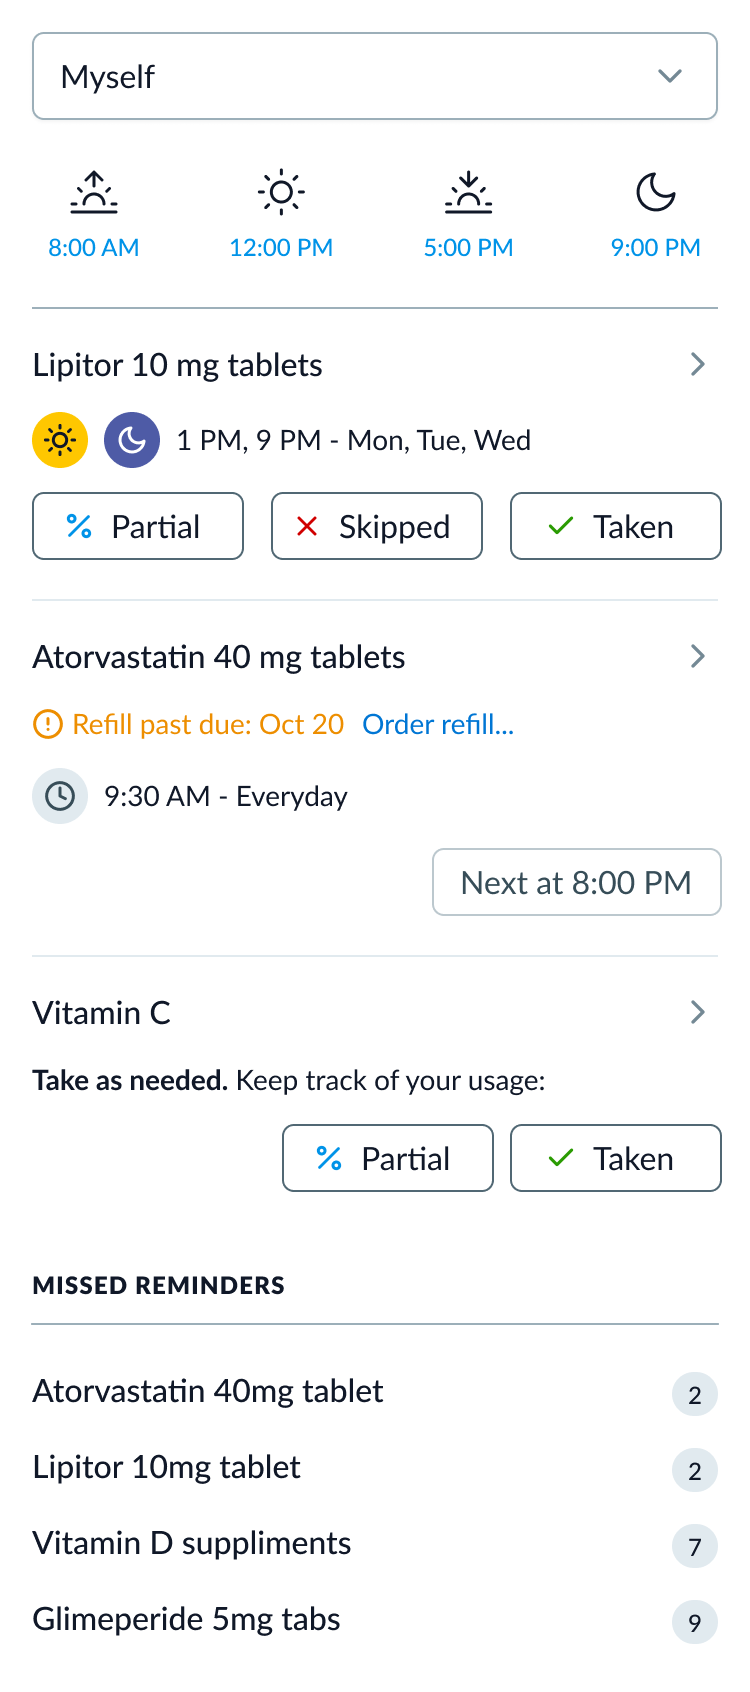 Myself
8:00 AM 12:00 PM 5:00 PM 9:00 PM
Lipitor 10 mg tablets
1 PM, 9 PM - Mon, Tue, Wed
% Partial Skipped Taken
Atorvastatin 40 mg tablets
Refill past due: Oct 20 Order refill...
9:30 AM - Everyday
Next at 8:00 PM
Vitamin C
Take as needed. Keep track of your usage:
% Partial Taken
MISSED REMINDERS
Atorvastatin 40mg tablet 2
Lipitor 10mg tablet 2
Vitamin D suppliments 7
Glimeperide 5mg tabs 9